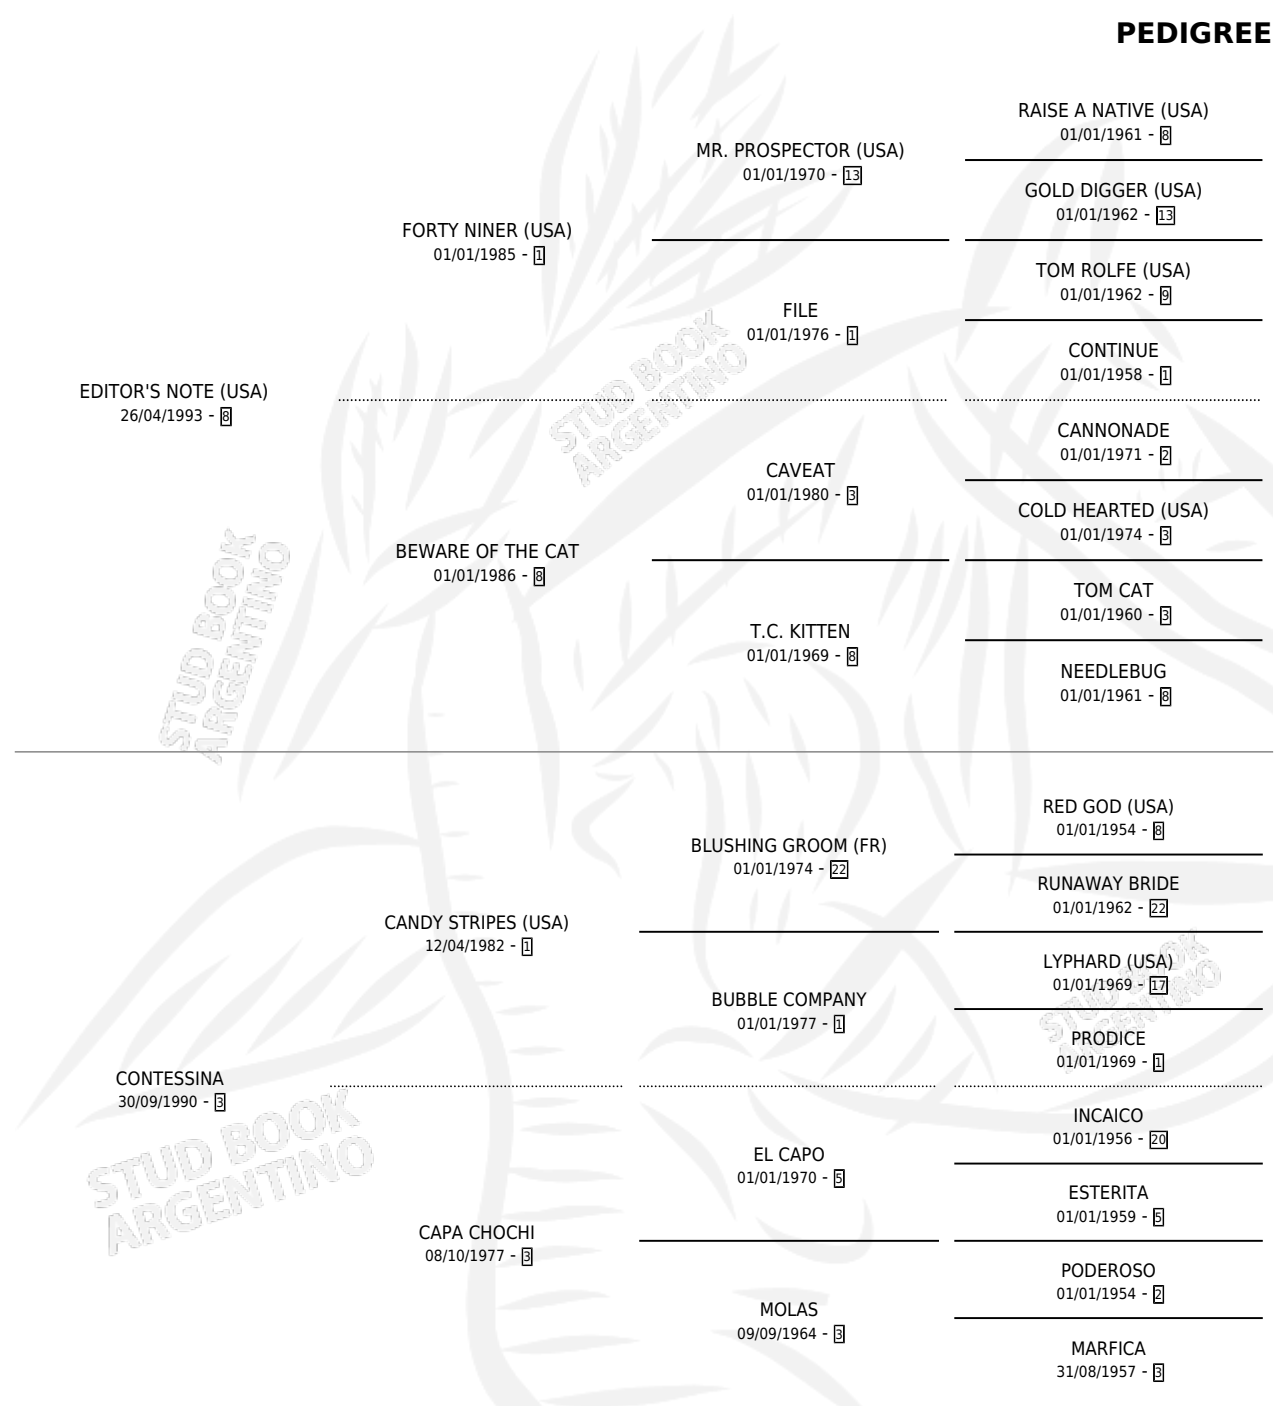 PEDIGREE
RAISE A NATIVE (USA)
01/01/1961 - 8
MR. PROSPECTOR (USA)
01/01/1970 - 13
GOLD DIGGER (USA)
01/01/1962 - 13
FORTY NINER (USA)
01/01/1985 - 1
TOM ROLFE (USA)
01/01/1962 - 9
FILE
01/01/1976 - 1
CONTINUE
01/01/1958 - 1
EDITOR'S NOTE (USA)
26/04/1993 - 8
CANNONADE
01/01/1971 - 2
CAVEAT
01/01/1980 - 3
COLD HEARTED (USA)
01/01/1974 - 3
BEWARE OF THE CAT
01/01/1986 - 8
TOM CAT
01/01/1960 - 3
T.C. KITTEN
01/01/1969 - 8
NEEDLEBUG
01/01/1961 - 8
STUD BOOK
ARGENTINO
STUD BOOK
ARGENTINO
RED GOD (USA)
01/01/1954 - 8
BLUSHING GROOM (FR)
01/01/1974 - 22
RUNAWAY BRIDE
01/01/1962 - 22
CANDY STRIPES (USA)
12/04/1982 - 1
LYPHARD (USA)
01/01/1969 - 17
BUBBLE COMPANY
01/01/1977 - 1
PRODICE
01/01/1969 - 1
CONTESSINA
30/09/1990 - 3
INCAICO
01/01/1956 - 20
EL CAPO
01/01/1970 - 5
ESTERITA
01/01/1959 - 5
CAPA CHOCHI
08/10/1977 - 3
PODEROSO
01/01/1954 - 2
MOLAS
09/09/1964 - 3
MARFICA
31/08/1957 - 3
STUD BOOK
ARGENTINO
STUD BOOK
ARGENTINO